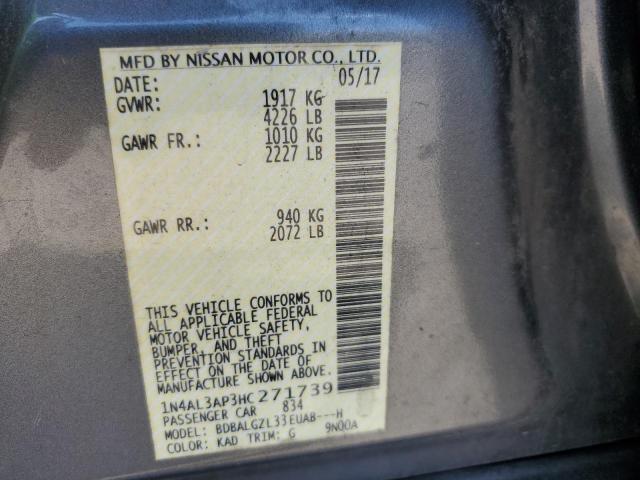 MFD BY NISSAN MOTOR CO., LTD.
DATE: 05/17
GVWR: 1917 KG
4226 LB
GAWR FR.: 1010 KG
2227 LB
GAWR RR.: 940 KG
2072 LB
THIS VEHICLE CONFORMS TO
ALL APPLICABLE FEDERAL
MOTOR VEHICLE SAFETY,
BUMPER, AND THEFT
PREVENTION STANDARDS IN
EFFECT ON THE DATE OF
MANUFACTURE SHOWN ABOVE.
1N4AL3AP3HC271739
PASSENGER CAR 834
MODEL: BDBALGZL33EUAB---H
COLOR: KAD TRIM: G 9N00A